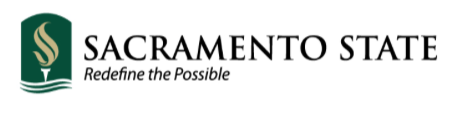 SACRAMENTO STATE
Redefine the Possible